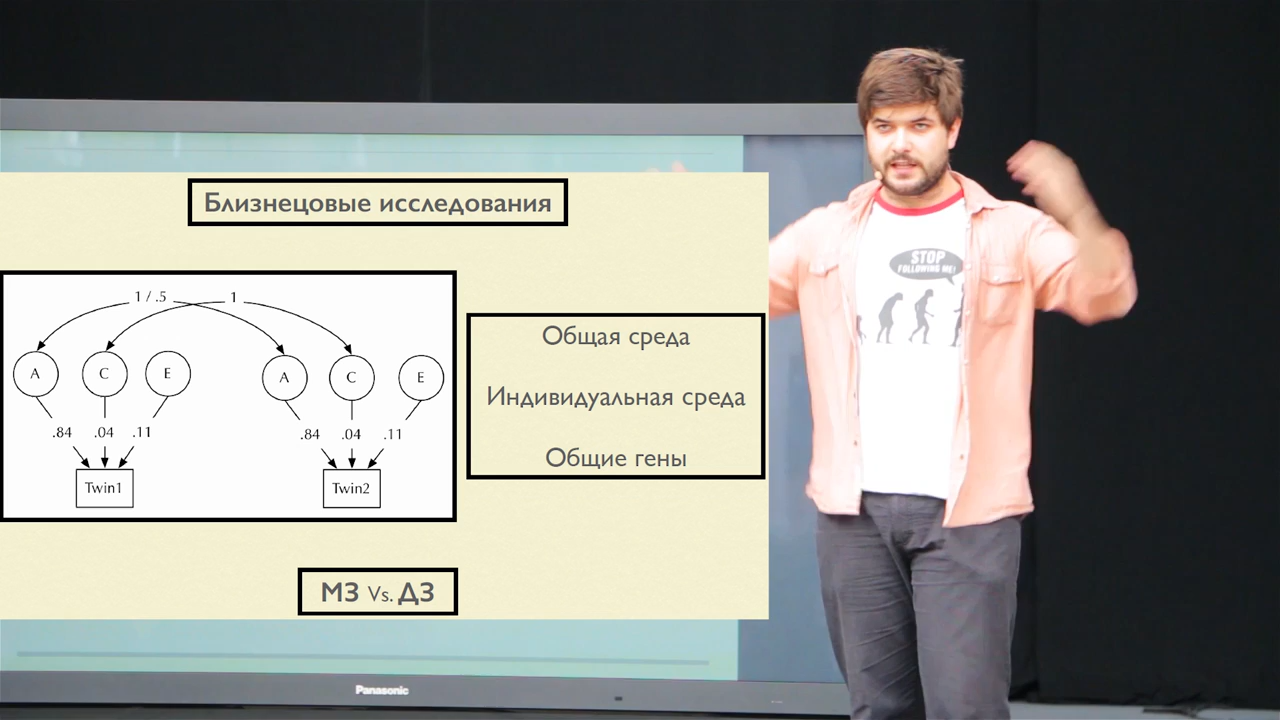 Близнецовые исследования
1 / .5
1
A
C
E
A
C
E
.84
.04
.11
.84
.04
.11
Twin1
Twin2
Общая среда
Индивидуальная среда
Общие гены
МЗ Vs. ДЗ
STOP
FOLLOWING ME!
Panasonic